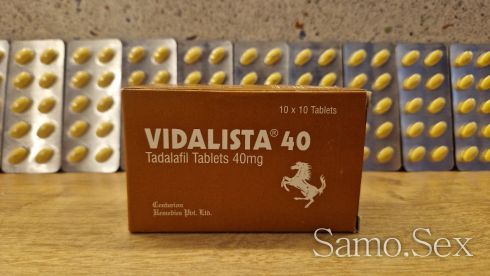 10 x 10 Tablets
VIDALISTA® 40
Tadalafil Tablets 40mg
Centurion
Remedies Pvt. Ltd.
Samo.Sex